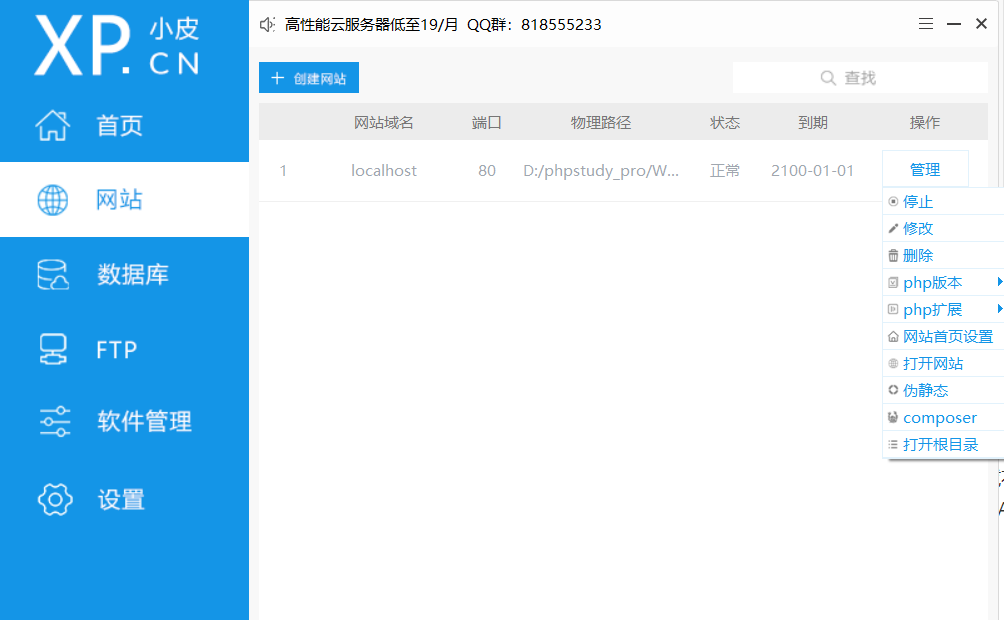 XP.CN 小皮
高性能云服务器低至19/月 QQ群：818555233
首页
网站
数据库
FTP
软件管理
设置
创建网站
查找
网站域名 端口 物理路径 状态 到期 操作
1 localhost 80 D:/phpstudy_pro/W... 正常 2100-01-01 管理
停止
修改
删除
php版本
php扩展
网站首页设置
打开网站
伪静态
composer
打开根目录